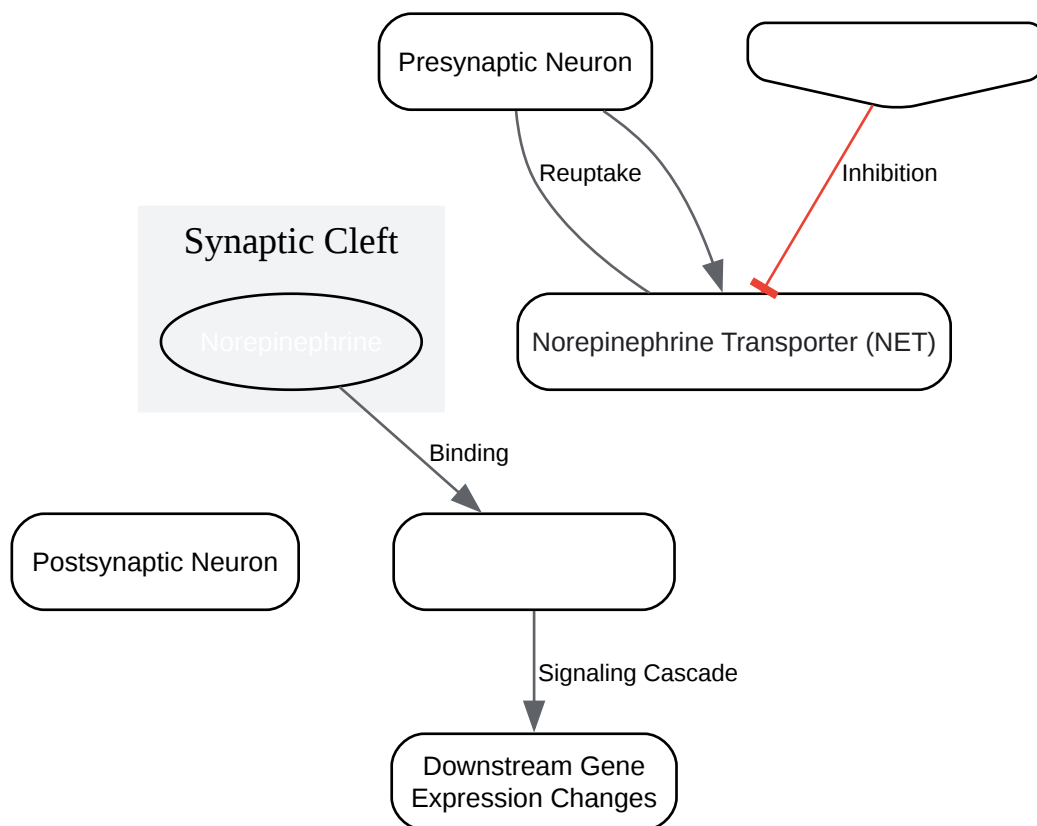 Presynaptic Neuron
Reuptake
Inhibition
Synaptic Cleft
Norepinephrine
Norepinephrine Transporter (NET)
Binding
Postsynaptic Neuron
Signaling Cascade
Downstream Gene
Expression Changes